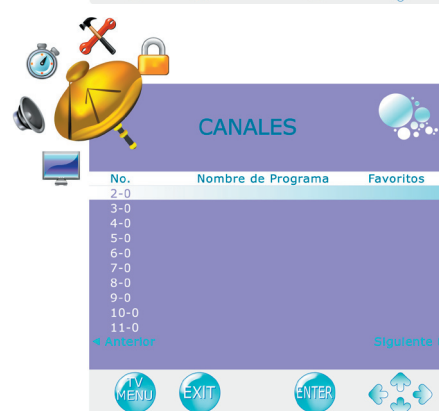 CANALES
No. Nombre de Programa Favoritos
2-0
3-0
4-0
5-0
6-0
7-0
8-0
9-0
10-0
11-0
Anterior Siguiente
TV MENU EXIT ENTER